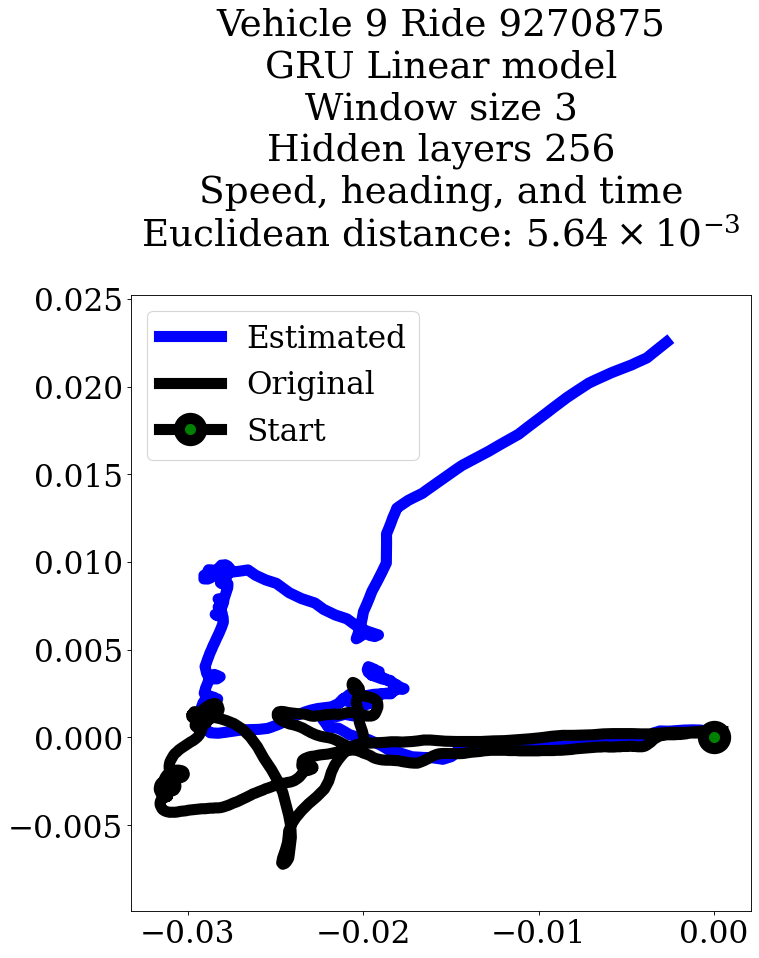 Vehicle 9 Ride 9270875
GRU Linear model
Window size 3
Hidden layers 256
Speed, heading, and time
Euclidean distance: 5.64 × 10⁻³
0.025
0.020
0.015
0.010
0.005
0.000
−0.005
Estimated
Original
Start
−0.03 −0.02 −0.01 0.00